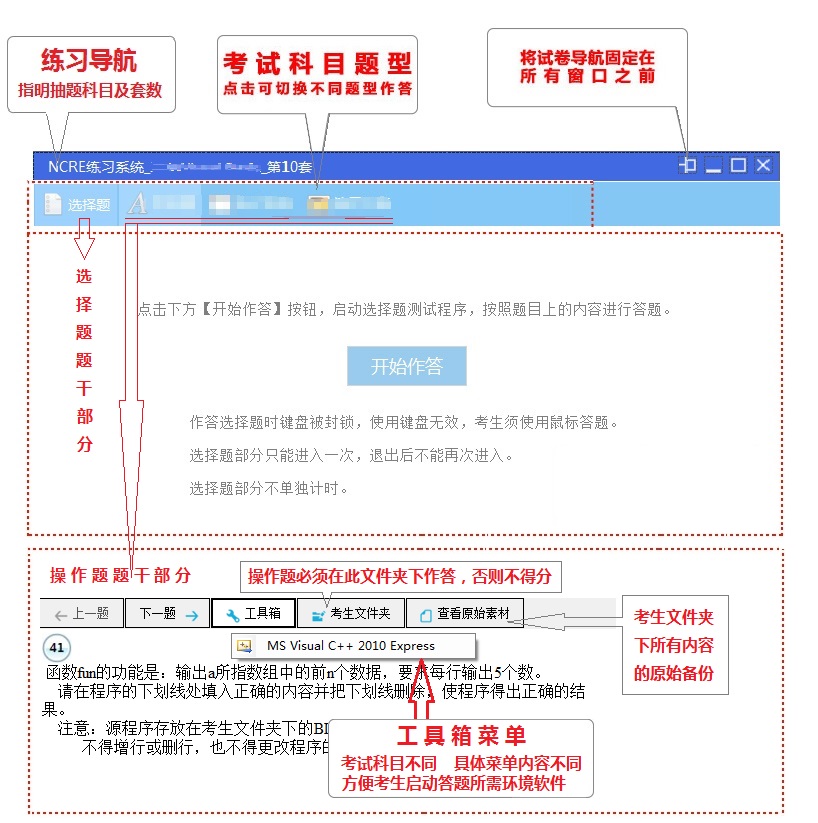 练习导航
指明抽题科目及套数
考试科目题型
点击可切换不同题型作答
将试卷导航固定在
所有窗口之前
NCRE练习系统_
_第10套
选择题
选择题题干部分
点击下方【开始作答】按钮，启动选择题测试程序，按照题目上的内容进行答题。
开始作答
作答选择题时键盘被封锁，使用键盘无效，考生须使用鼠标答题。
选择题部分只能进入一次，退出后不能再次进入。
选择题部分不单独计时。
操作题题干部分
操作题必须在此文件夹下作答，否则不得分
上一题
下一题
工具箱
考生文件夹
查看原始素材
考生文件夹
下所有内容
的原始备份
MS Visual C++ 2010 Express
41
函数fun的功能是：输出a所指数组中的前n个数据，要求每行输出5个数。
请在程序的下划线处填入正确的内容并把下划线删除，使程序得出正确的结
果。
注意：源程序存放在考生文件夹下的BI
不得增行或删行，也不得更改程序的
工具箱菜单
考试科目不同 具体菜单内容不同
方便考生启动答题所需环境软件